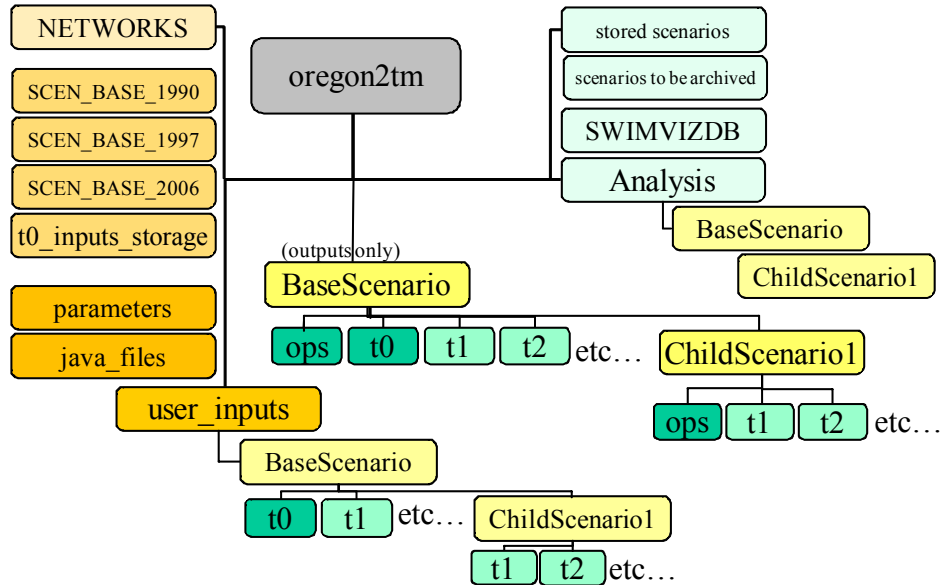 NETWORKS
SCEN_BASE_1990
SCEN_BASE_1997
SCEN_BASE_2006
t0_inputs_storage
parameters
java_files
user_inputs
oregon2tm
stored scenarios
scenarios to be archived
SWIMVIZDB
Analysis
BaseScenario
ChildScenario1
(outputs only)
BaseScenario
ops t0 t1 t2 etc...
ChildScenario1
ops t1 t2 etc...
BaseScenario
t0 t1 etc...
ChildScenario1
t1 t2 etc...